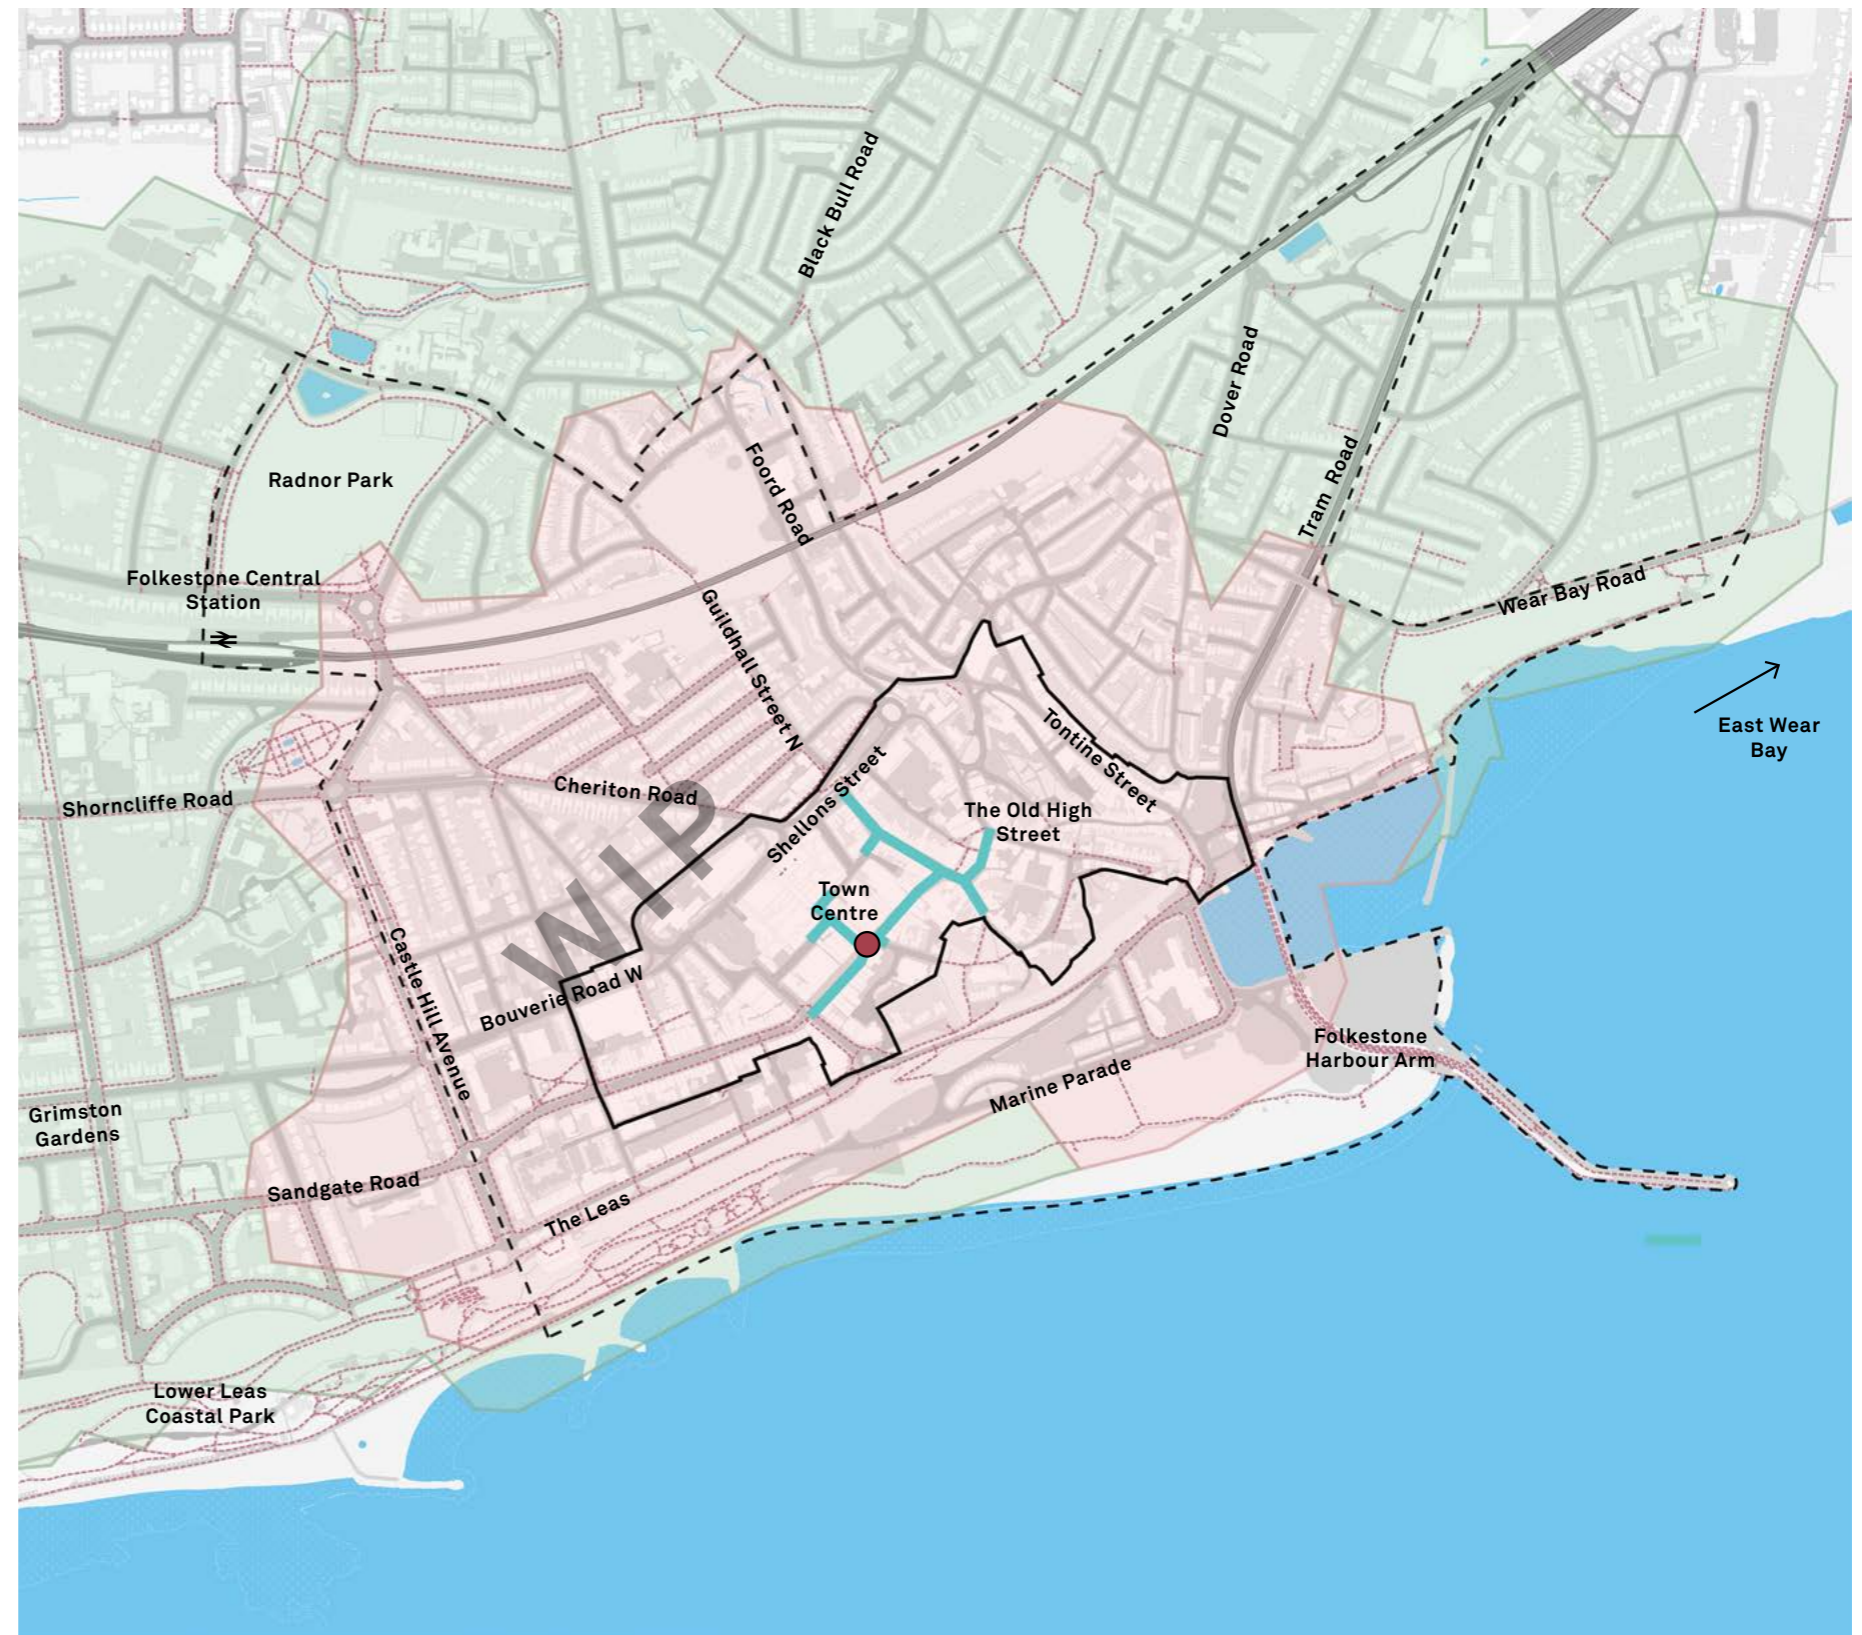 Black Bull Road
Dover Road
Tram Road
Foord Road
Radnor Park
Folkestone Central
Station
Wear Bay Road
Guildhall Street N
East Wear
Bay
Tontine Street
Shorncliffe Road
Cheriton Road
Shellons Street
The Old High
Street
WIP
Town
Centre
Castle Hill Avenue
Bouverie Road W
Folkestone
Harbour Arm
Marine Parade
Grimston
Gardens
Sandgate Road
The Leas
Lower Leas
Coastal Park